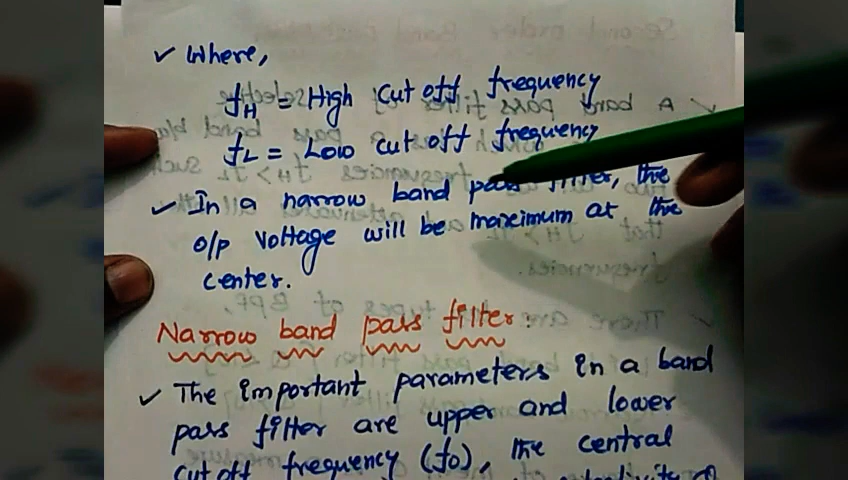 ✓ Where,
fH = High cut off frequency
fL = Low cut off frequency
✓ In a narrow band pass filter, the
o/p voltage will be maximum at the
center.
Narrow band pass filter:
✓ The important parameters in a band
pass filter are upper and lower
cut off frequency (f0), the central